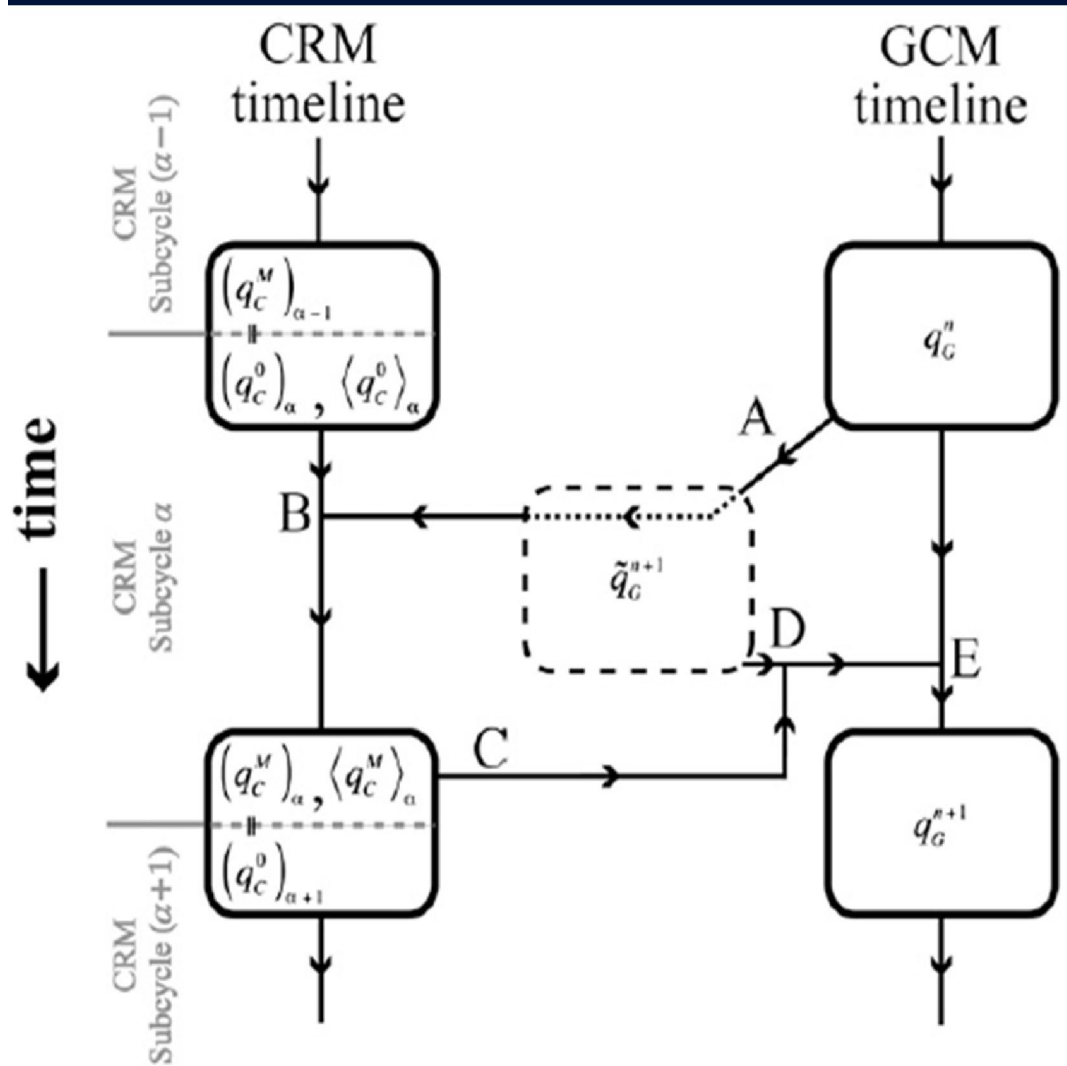 CRM
timeline
GCM
timeline
CRM
Subcycle (α−1)
(q_C^M)_{α−1}
(q_C^0)_α , ⟨q_C^0⟩_α
q_G^n
A
time
B
CRM
Subcycle α
q̃_G^{n+1}
D
E
C
(q_C^M)_α, ⟨q_C^M⟩_α
(q_C^0)_{α+1}
q_G^{n+1}
CRM
Subcycle (α+1)